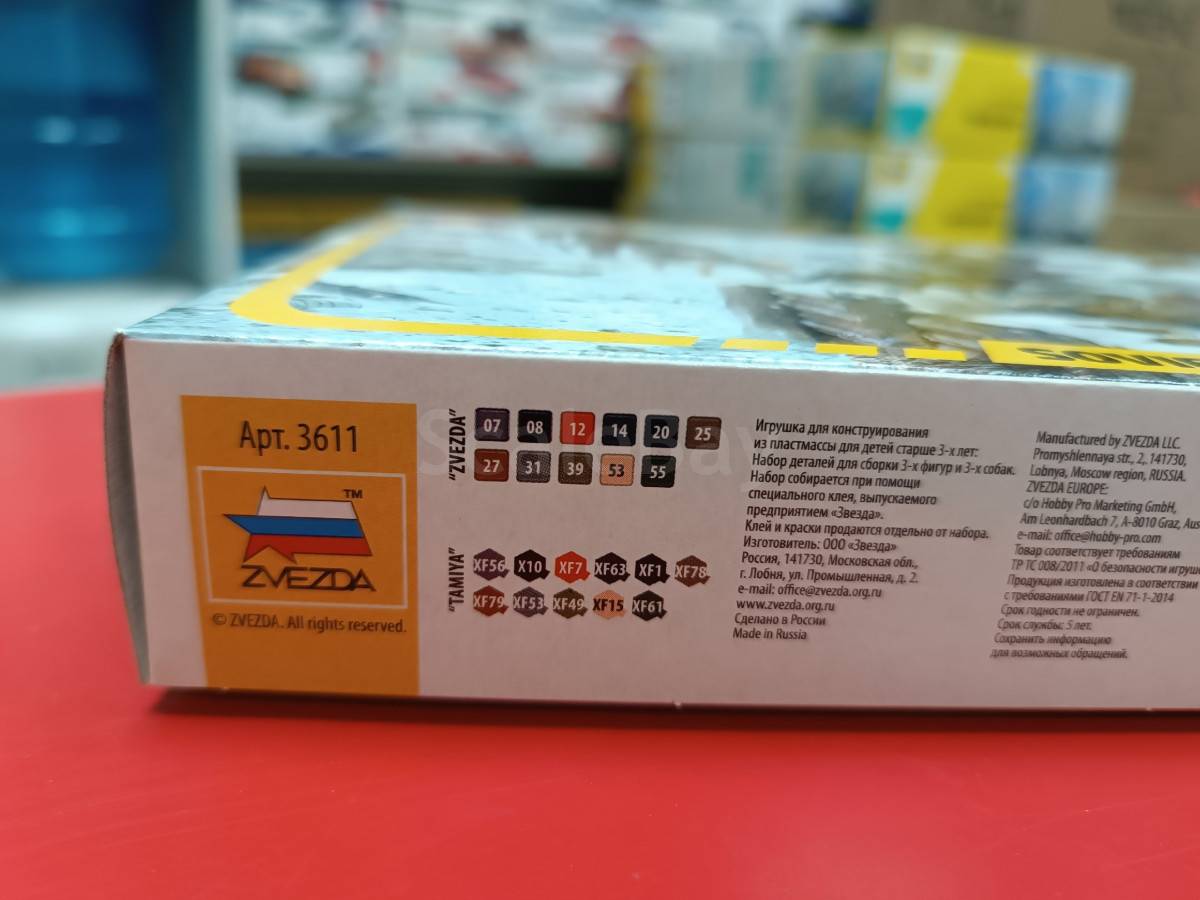 SOVIE
Арт. 3611
TM
ZVEZDA
© ZVEZDA. All rights reserved.
"ZVEZDA"
07 08 12 14 20 25
27 31 39 53 55
"TAMIYA"
XF56 X10 XF7 XF63 XF1 XF78
XF79 XF53 XF49 XF15 XF61
Игрушка для конструирования
из пластмассы для детей старше 3-х лет:
Набор деталей для сборки 3-х фигур и 3-х собак.
Набор собирается при помощи
специального клея, выпускаемого
предприятием «Звезда».
Клей и краски продаются отдельно от набора.
Изготовитель: ООО «Звезда»
Россия, 141730, Московская обл.,
г. Лобня, ул. Промышленная, д. 2.
e-mail: office@zvezda.org.ru
www.zvezda.org.ru
Сделано в России
Made in Russia
Manufactured by ZVEZDA LLC.
Promyshlennaya str., 2, 141730,
Lobnya, Moscow region, RUSSIA.
ZVEZDA EUROPE:
c/o Hobby Pro Marketing GmbH,
Am Leonhardbach 7, A-8010 Graz, Aus
e-mail: office@hobby-pro.com
Товар соответствует требованиям
ТР ТС 008/2011 «О безопасности игруше
Продукция изготовлена в соответствии
с требованиями ГОСТ EN 71-1-2014
Срок годности не ограничен.
Срок службы: 5 лет.
Сохранить информацию
для возможных обращений.